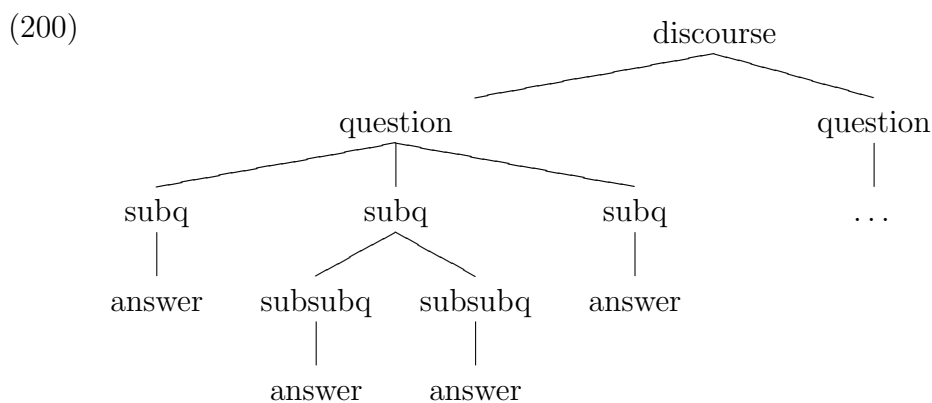 (200)
discourse
question question
subq subq subq ...
answer subsubq subsubq answer
answer answer